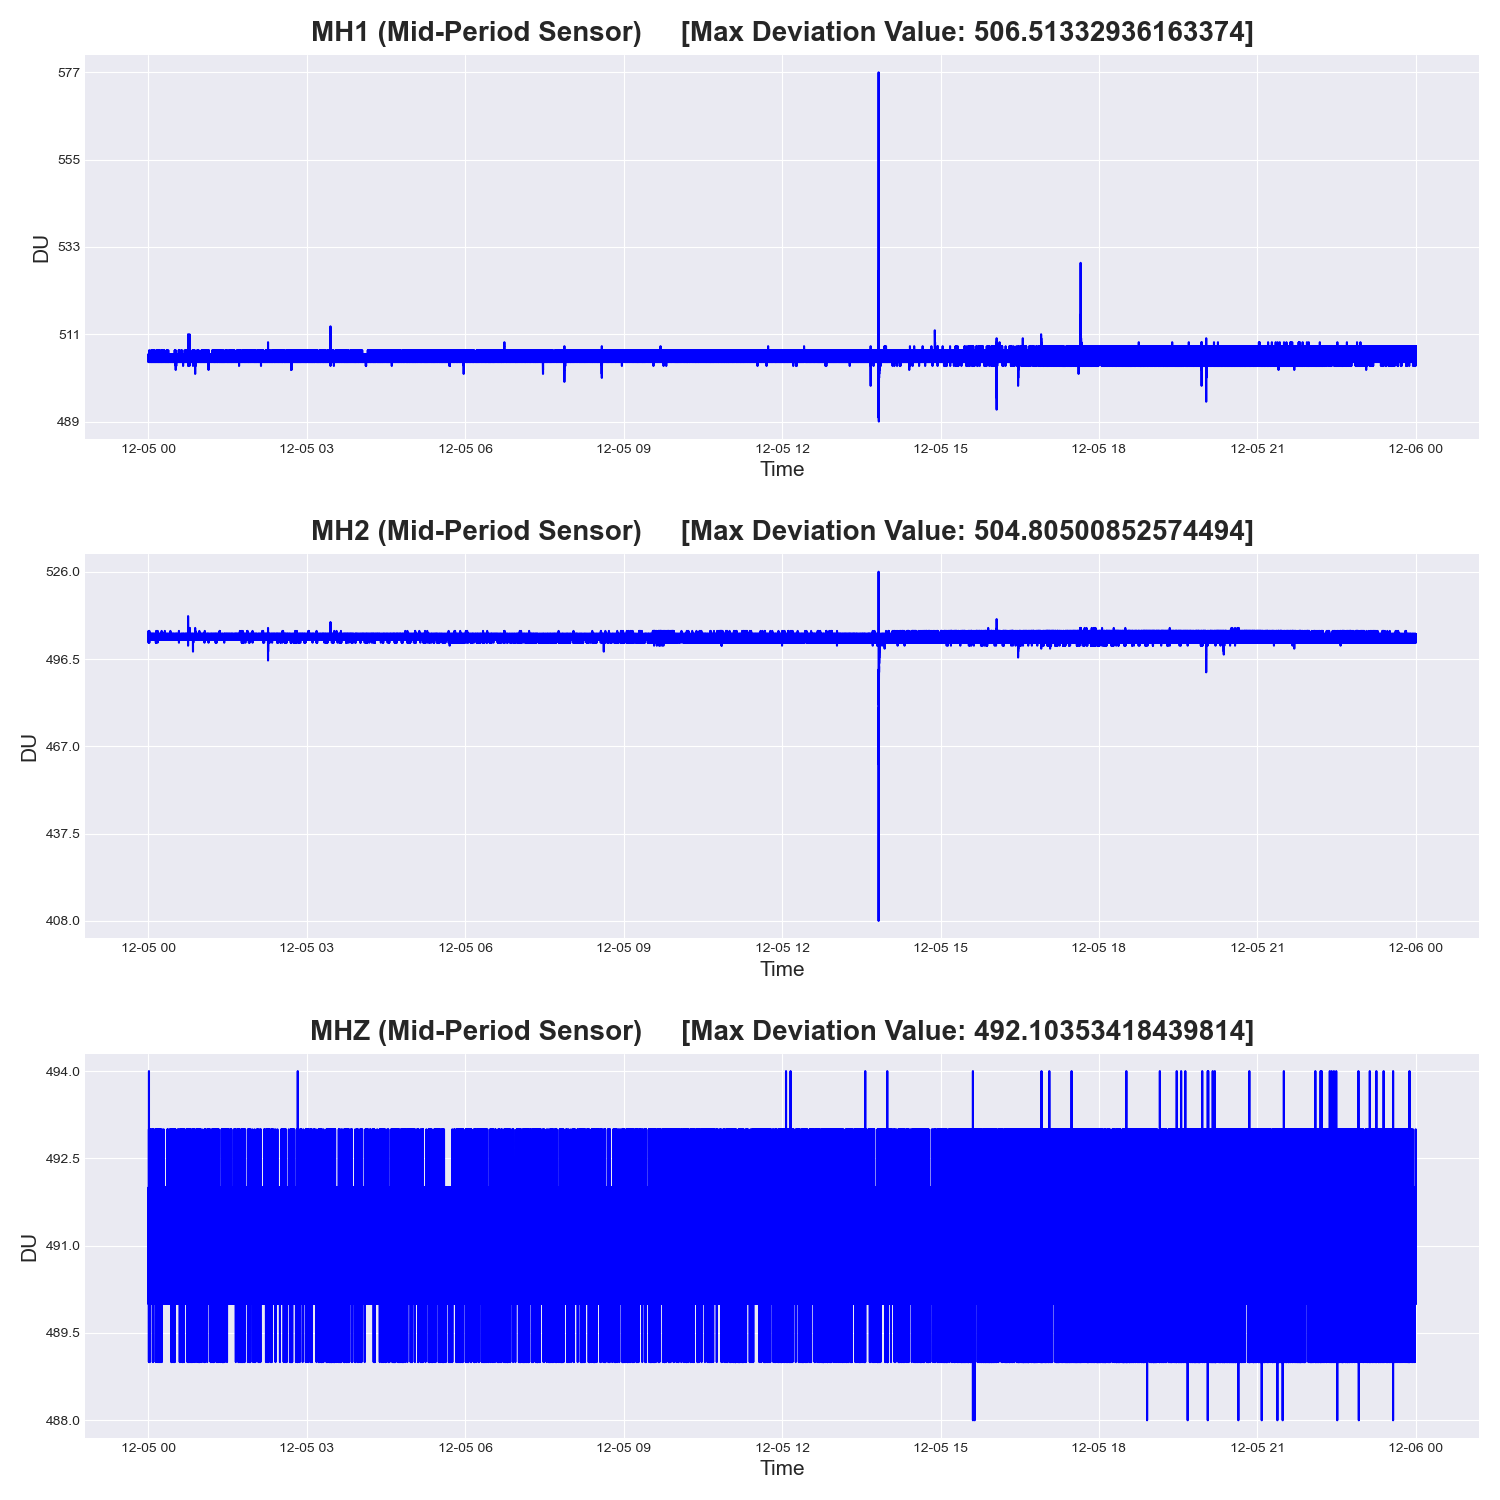 MH1 (Mid-Period Sensor) [Max Deviation Value: 506.51332936163374]
577
555
533
511
489
DU
12-05 00 12-05 03 12-05 06 12-05 09 12-05 12 12-05 15 12-05 18 12-05 21 12-06 00
Time
MH2 (Mid-Period Sensor) [Max Deviation Value: 504.80500852574494]
526.0
496.5
467.0
437.5
408.0
DU
12-05 00 12-05 03 12-05 06 12-05 09 12-05 12 12-05 15 12-05 18 12-05 21 12-06 00
Time
MHZ (Mid-Period Sensor) [Max Deviation Value: 492.10353418439814]
494.0
492.5
491.0
489.5
488.0
DU
12-05 00 12-05 03 12-05 06 12-05 09 12-05 12 12-05 15 12-05 18 12-05 21 12-06 00
Time